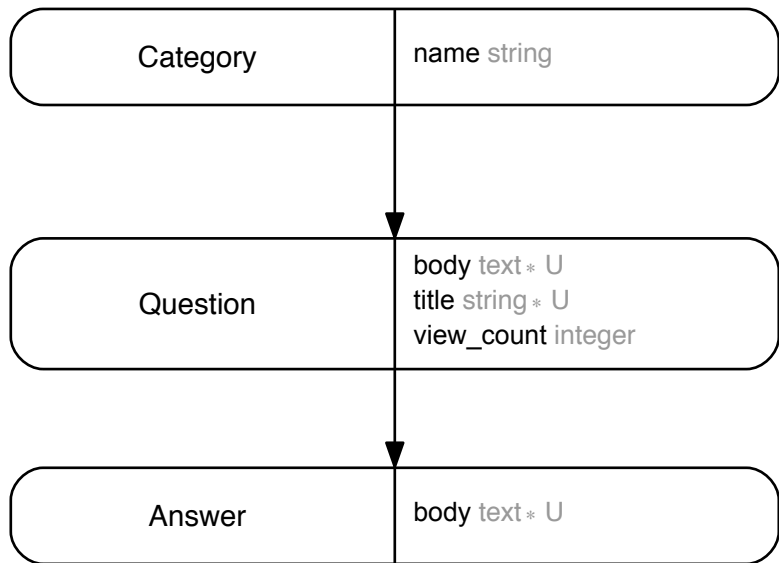 Category
name string
Question
body text ∗ U
title string ∗ U
view_count integer
Answer
body text ∗ U